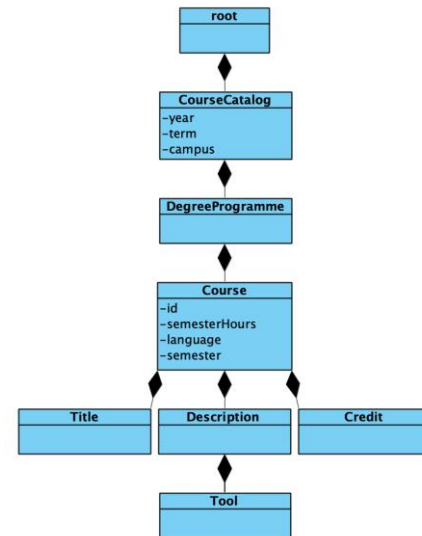 root
CourseCatalog
-year
-term
-campus
DegreeProgramme
Course
-id
-semesterHours
-language
-semester
Title
Description
Credit
Tool